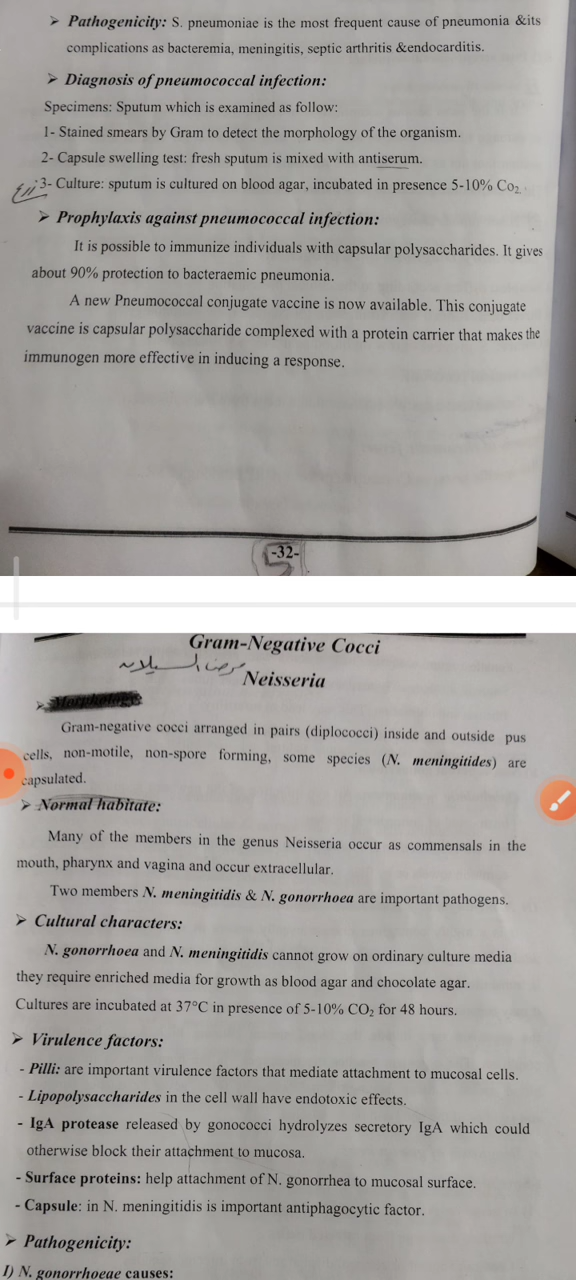 ➢ Pathogenicity: S. pneumoniae is the most frequent cause of pneumonia &its
complications as bacteremia, meningitis, septic arthritis &endocarditis.
➢ Diagnosis of pneumococcal infection:
Specimens: Sputum which is examined as follow:
1- Stained smears by Gram to detect the morphology of the organism.
2- Capsule swelling test: fresh sputum is mixed with antiserum.
3- Culture: sputum is cultured on blood agar, incubated in presence 5-10% Co₂.
➢ Prophylaxis against pneumococcal infection:
It is possible to immunize individuals with capsular polysaccharides. It gives
about 90% protection to bacteraemic pneumonia.
A new Pneumococcal conjugate vaccine is now available. This conjugate
vaccine is capsular polysaccharide complexed with a protein carrier that makes the
immunogen more effective in inducing a response.
-32-
Gram-Negative Cocci
مرض السيلان
Neisseria
➢ Morphology
Gram-negative cocci arranged in pairs (diplococci) inside and outside pus
cells, non-motile, non-spore forming, some species (N. meningitides) are
capsulated.
➢ Normal habitate:
Many of the members in the genus Neisseria occur as commensals in the
mouth, pharynx and vagina and occur extracellular.
Two members N. meningitidis & N. gonorrhoea are important pathogens.
➢ Cultural characters:
N. gonorrhoea and N. meningitidis cannot grow on ordinary culture media
they require enriched media for growth as blood agar and chocolate agar.
Cultures are incubated at 37°C in presence of 5-10% CO₂ for 48 hours.
➢ Virulence factors:
- Pilli: are important virulence factors that mediate attachment to mucosal cells.
- Lipopolysaccharides in the cell wall have endotoxic effects.
- IgA protease released by gonococci hydrolyzes secretory IgA which could
otherwise block their attachment to mucosa.
- Surface proteins: help attachment of N. gonorrhea to mucosal surface.
- Capsule: in N. meningitidis is important antiphagocytic factor.
➢ Pathogenicity:
I) N. gonorrhoeae causes: